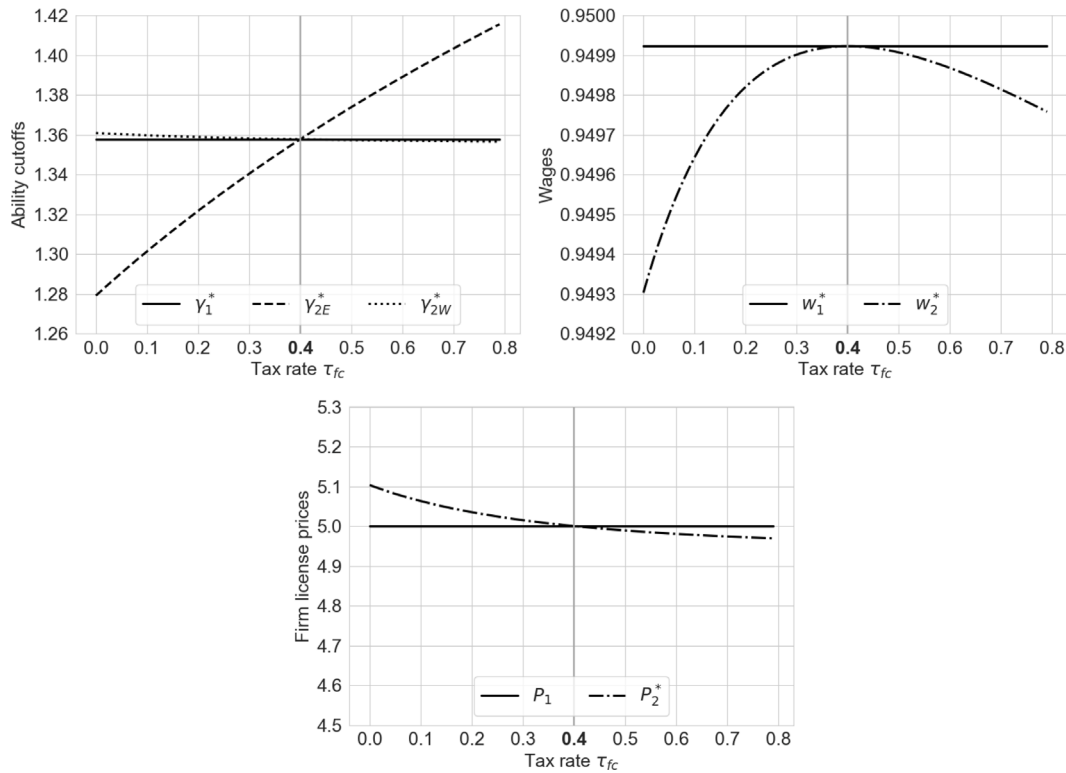 Ability cutoffs
1.42
1.40
1.38
1.36
1.34
1.32
1.30
1.28
1.26
γ₁* γ₂E* γ₂W*
0.0 0.1 0.2 0.3 0.4 0.5 0.6 0.7 0.8
Tax rate τfc
Wages
0.9500
0.9499
0.9498
0.9497
0.9496
0.9495
0.9494
0.9493
0.9492
w₁* w₂*
0.0 0.1 0.2 0.3 0.4 0.5 0.6 0.7 0.8
Tax rate τfc
Firm license prices
5.3
5.2
5.1
5.0
4.9
4.8
4.7
4.6
4.5
P₁ P₂*
0.0 0.1 0.2 0.3 0.4 0.5 0.6 0.7 0.8
Tax rate τfc